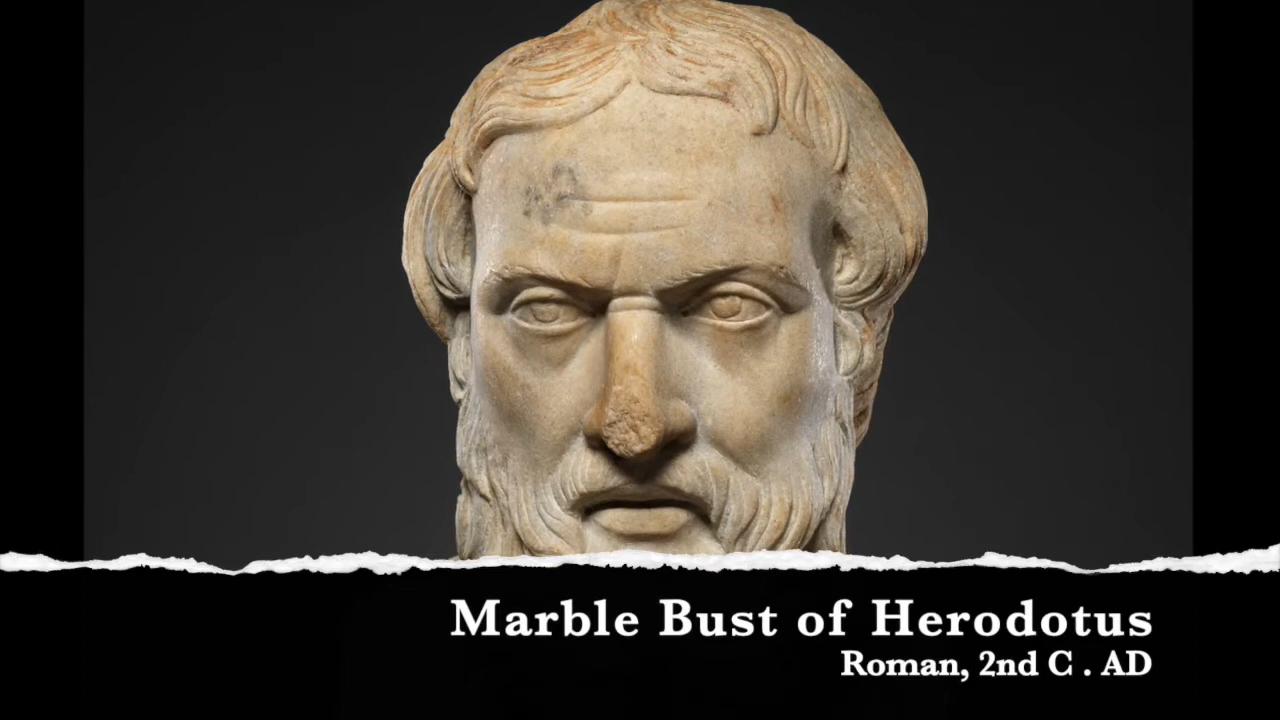 Marble Bust of Herodotus
Roman, 2nd C . AD